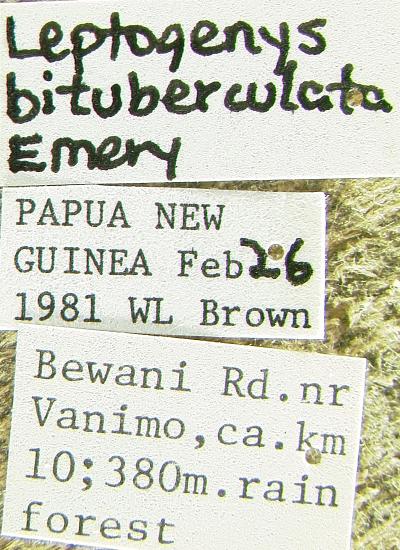 Leptogenys
bituberculata
Emery
PAPUA NEW
GUINEA Feb 26
1981 WL Brown
Bewani Rd.nr
Vanimo,ca.km
10;380m.rain
forest